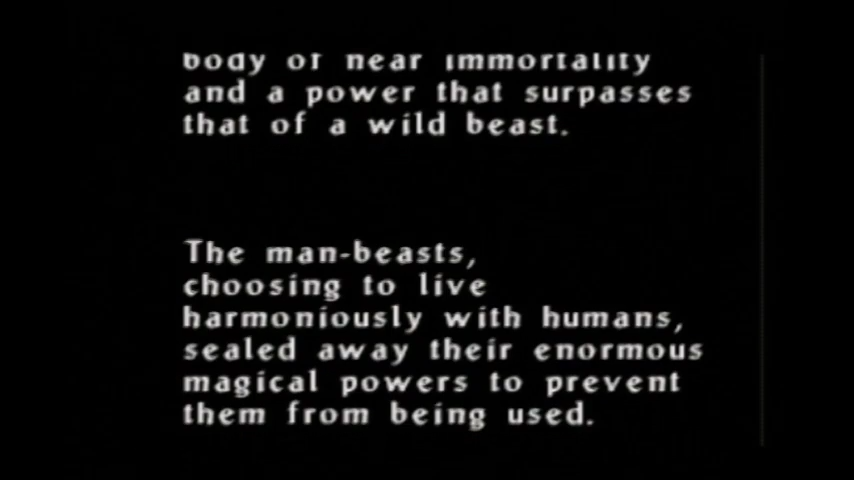 body of near immortality
and a power that surpasses
that of a wild beast.
The man-beasts,
choosing to live
harmoniously with humans,
sealed away their enormous
magical powers to prevent
them from being used.